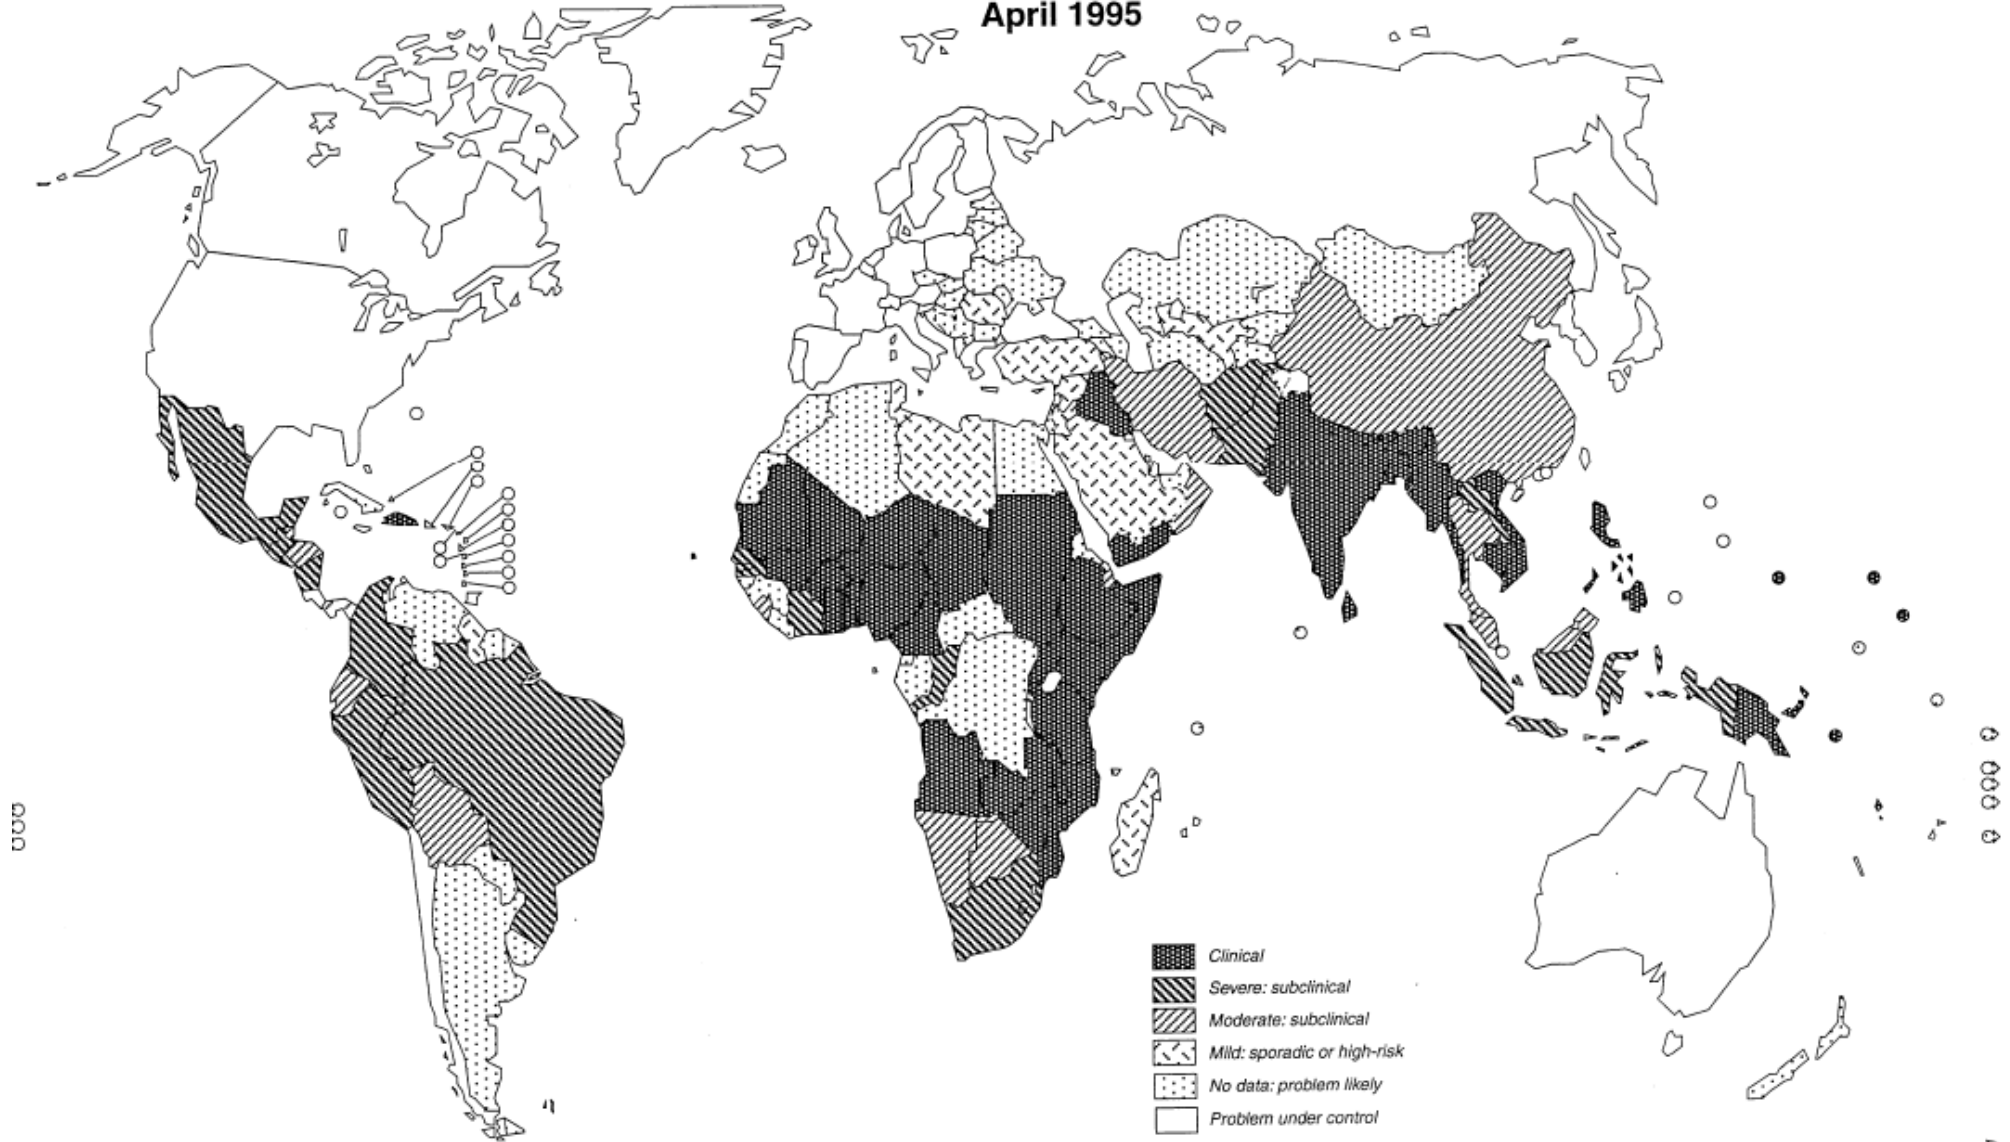 April 1995
Clinical
Severe: subclinical
Moderate: subclinical
Mild: sporadic or high-risk
No data: problem likely
Problem under control